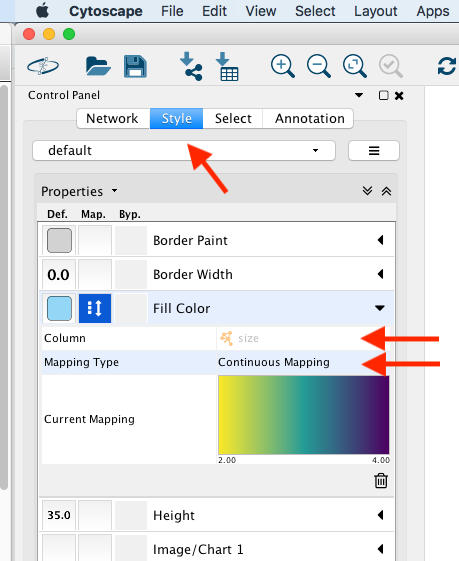 Cytoscape File Edit View Select Layout Apps
Control Panel
Network Style Select Annotation
default
Properties
Def. Map. Byp.
Border Paint
0.0 Border Width
Fill Color
Column size
Mapping Type Continuous Mapping
Current Mapping
2.00 4.00
35.0 Height
Image/Chart 1